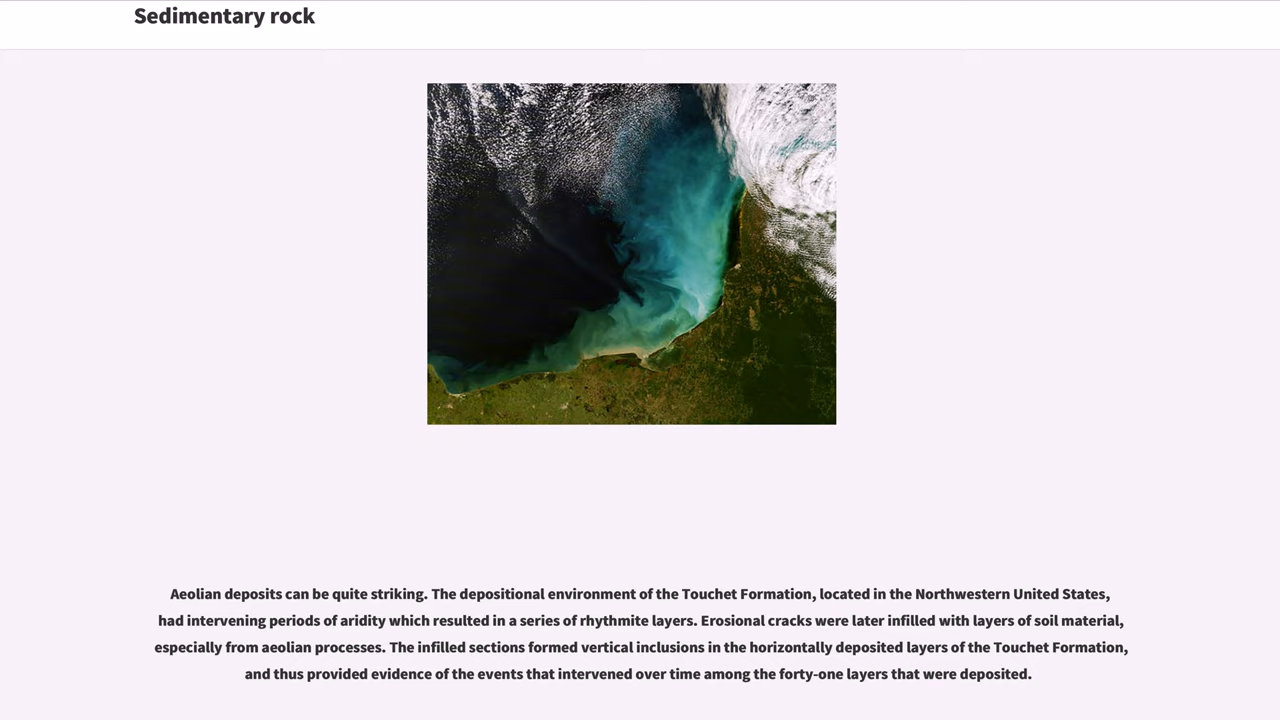 Sedimentary rock
Aeolian deposits can be quite striking. The depositional environment of the Touchet Formation, located in the Northwestern United States,
had intervening periods of aridity which resulted in a series of rhythmite layers. Erosional cracks were later infilled with layers of soil material,
especially from aeolian processes. The infilled sections formed vertical inclusions in the horizontally deposited layers of the Touchet Formation,
and thus provided evidence of the events that intervened over time among the forty-one layers that were deposited.